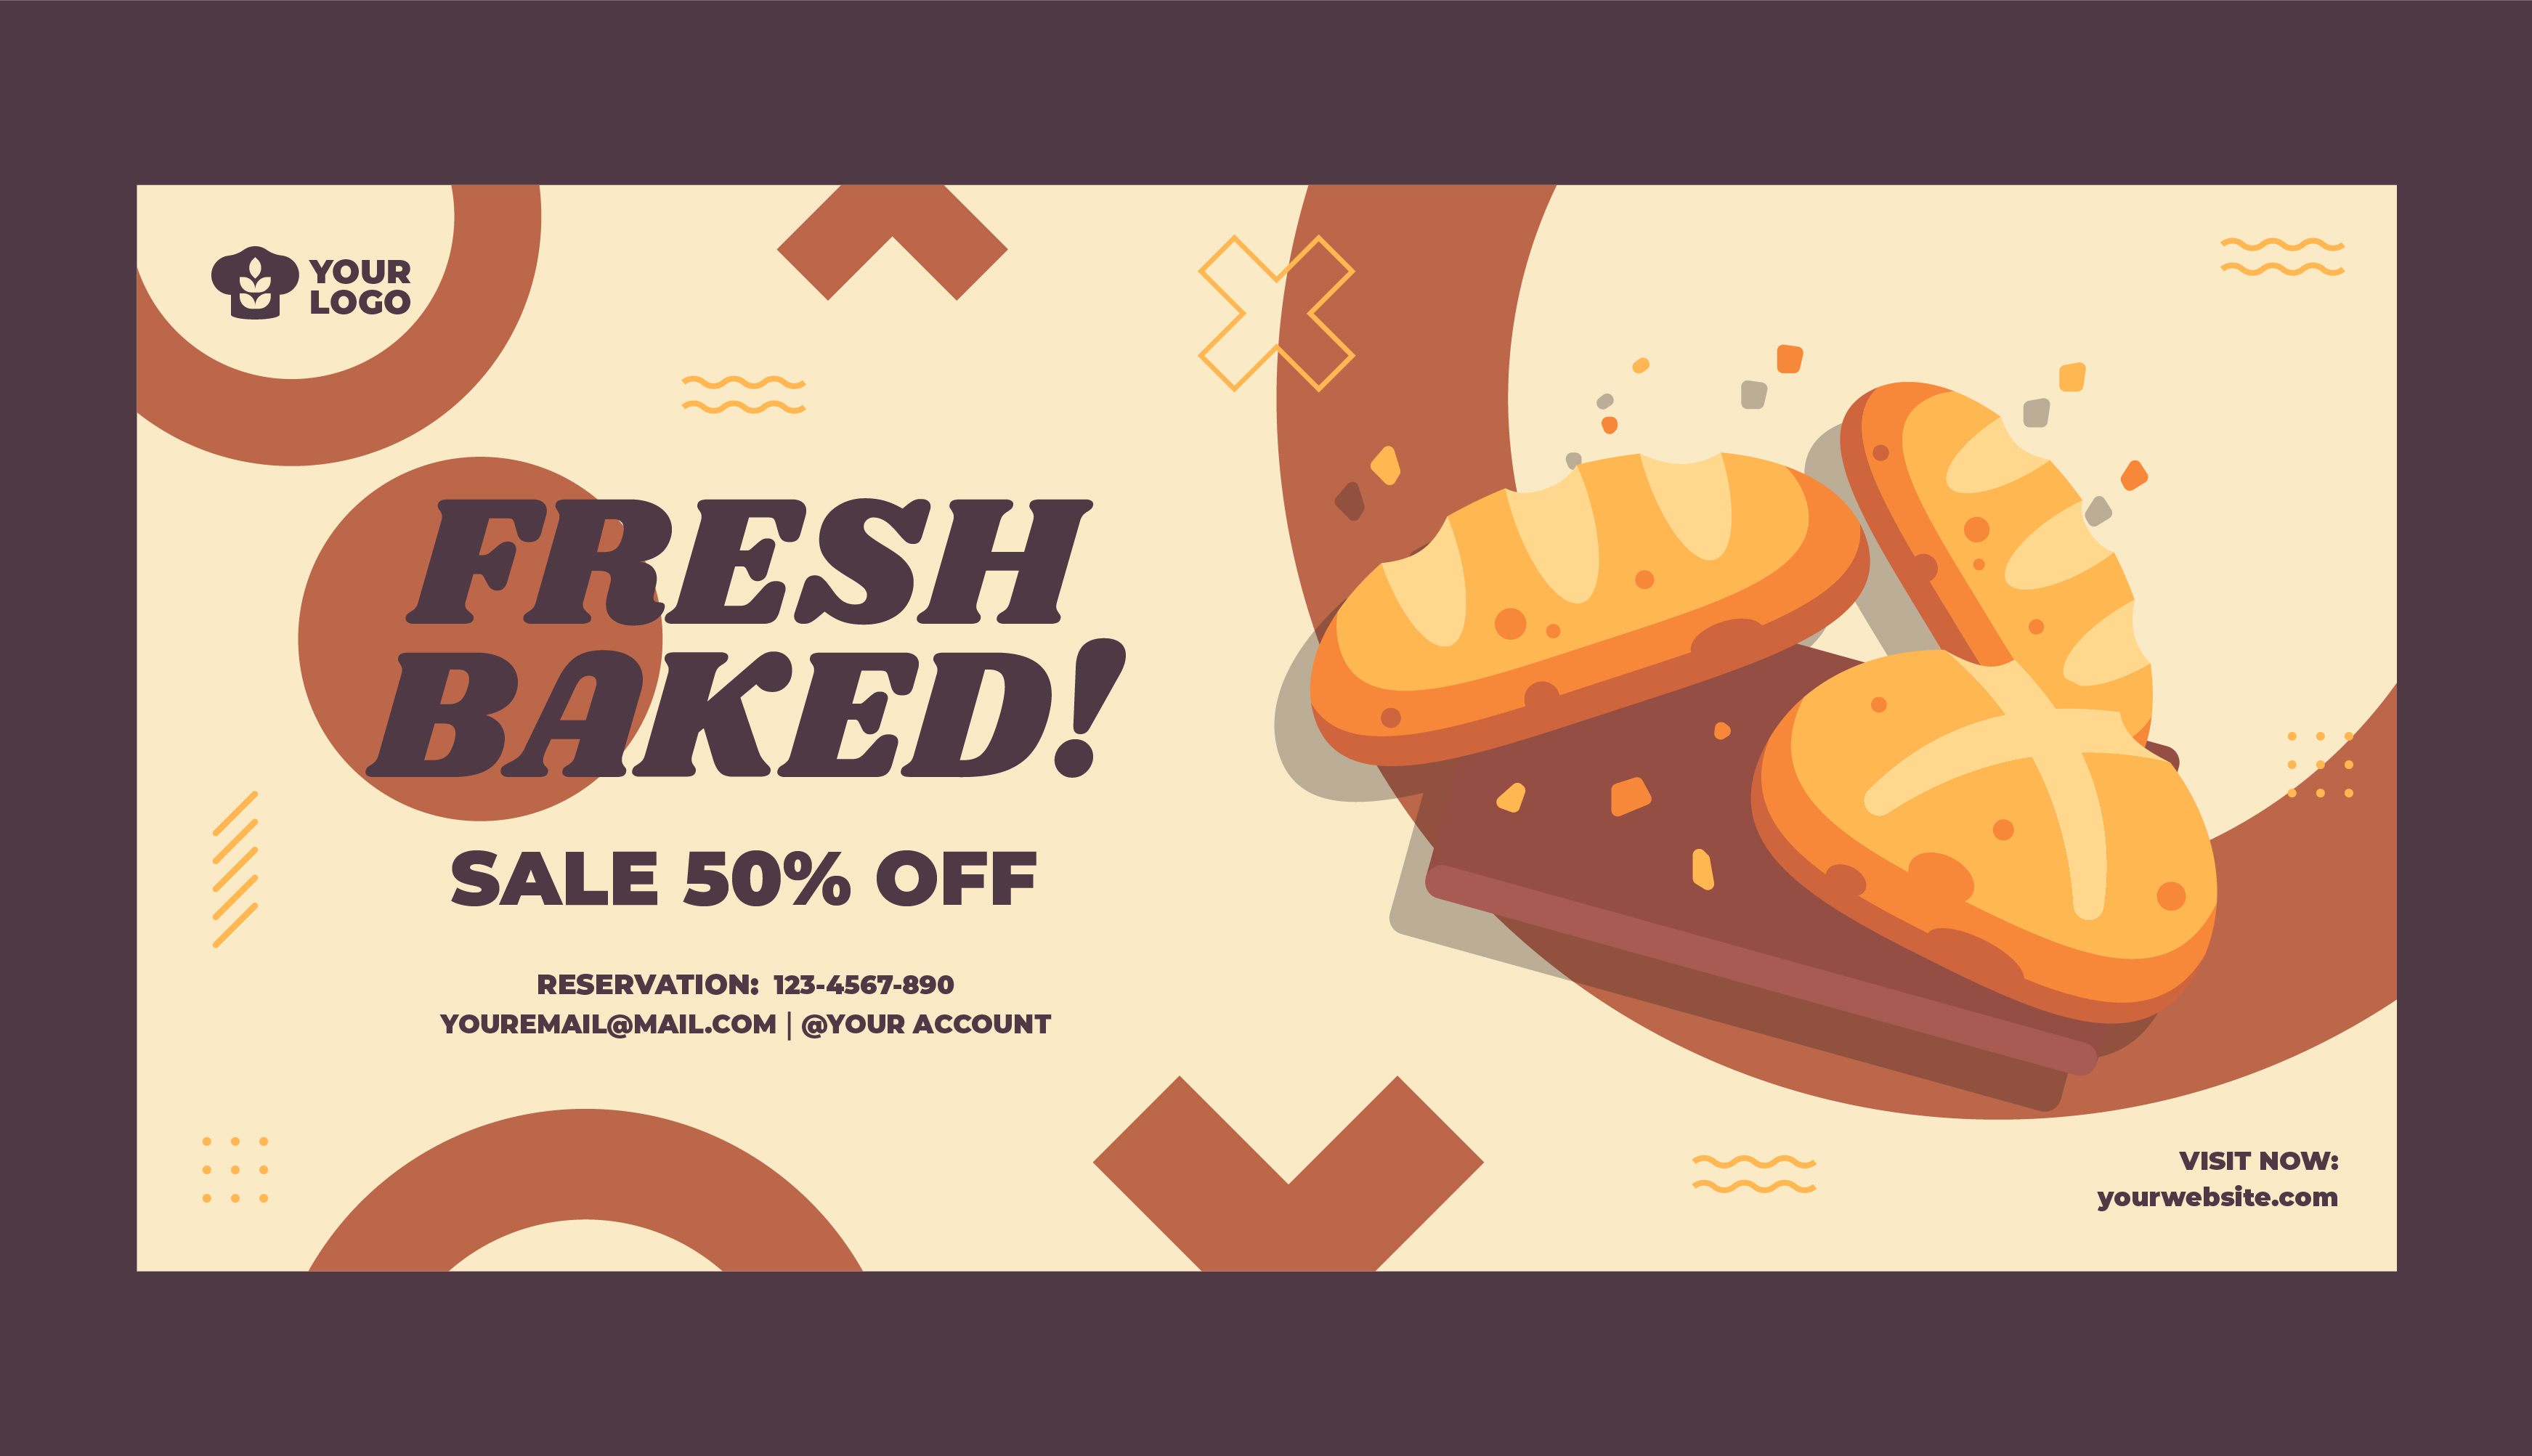 YOUR
LOGO
FRESH
BAKED!
SALE 50% OFF
RESERVATION: 123-4567-890
YOUREMAIL@MAIL.COM | @YOUR ACCOUNT
VISIT NOW:
yourwebsite.com